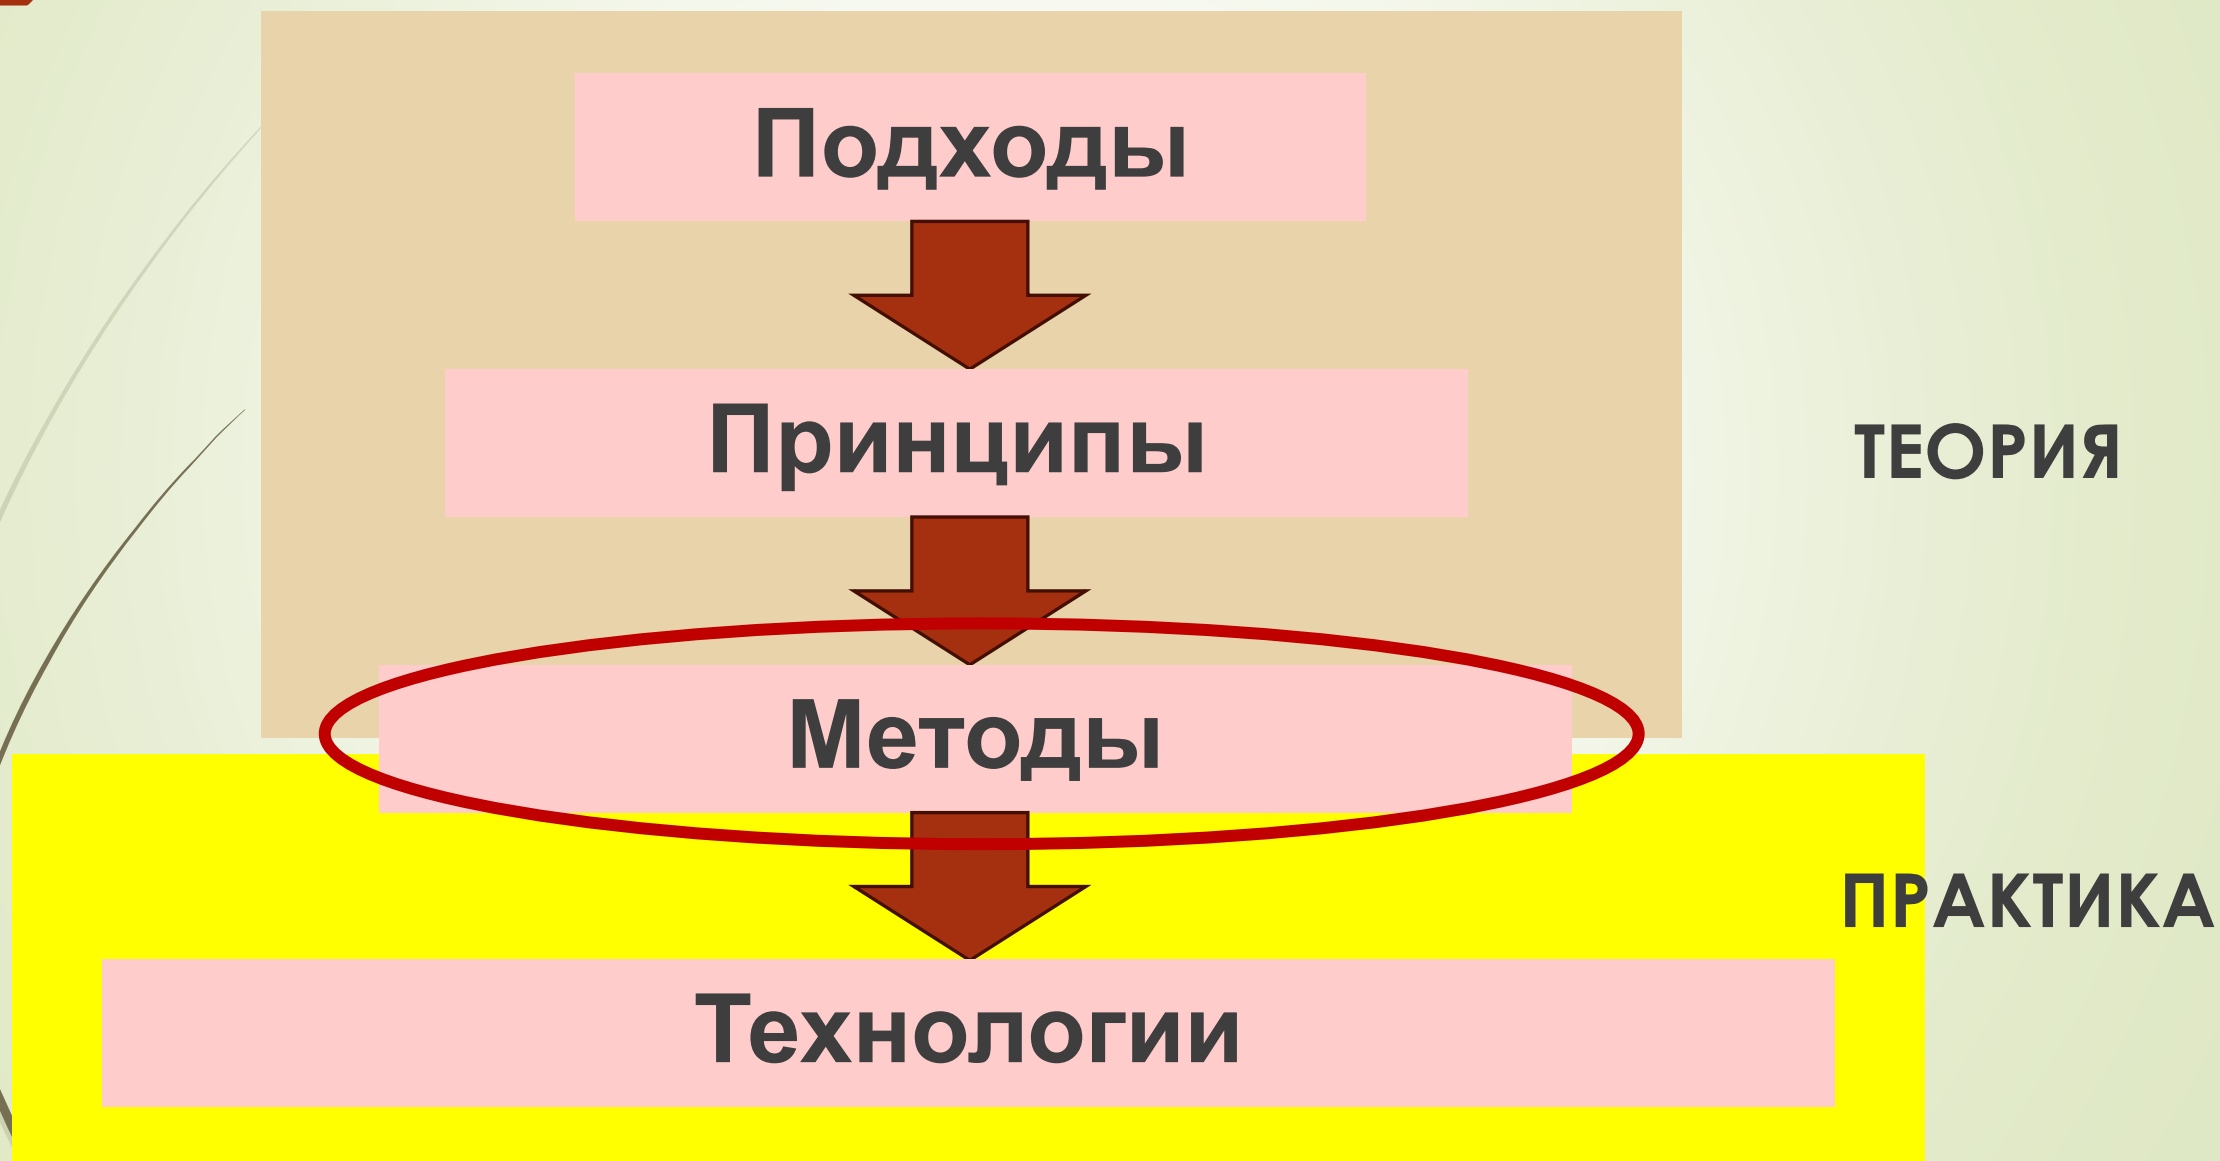 Подходы
Принципы
ТЕОРИЯ
Методы
ПРАКТИКА
Технологии